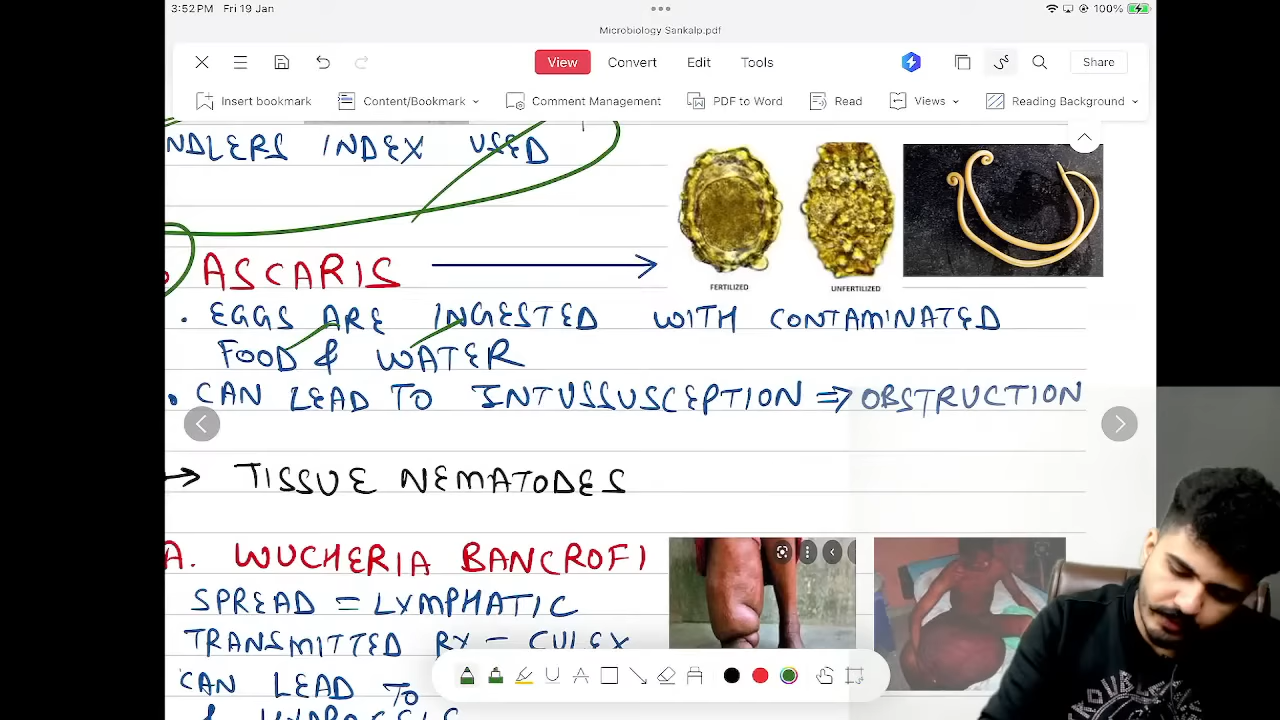 3:52PM Fri 19 Jan
100%
Microbiology Sankalp.pdf
View Convert Edit Tools
Share
Insert bookmark Content/Bookmark Comment Management PDF to Word Read Views Reading Background
NDLERS INDEX USED
ASCARIS
FERTILIZED UNFERTILIZED
• EGGS ARE INGESTED WITH CONTAMINATED
FOOD & WATER
• CAN LEAD TO INTUSSUSCEPTION ⇒ OBSTRUCTION
→ TISSUE NEMATODES
A. WUCHERIA BANCROFI
SPREAD = LYMPHATIC
TRANSMITTED BY - CULEX
CAN LEAD TO